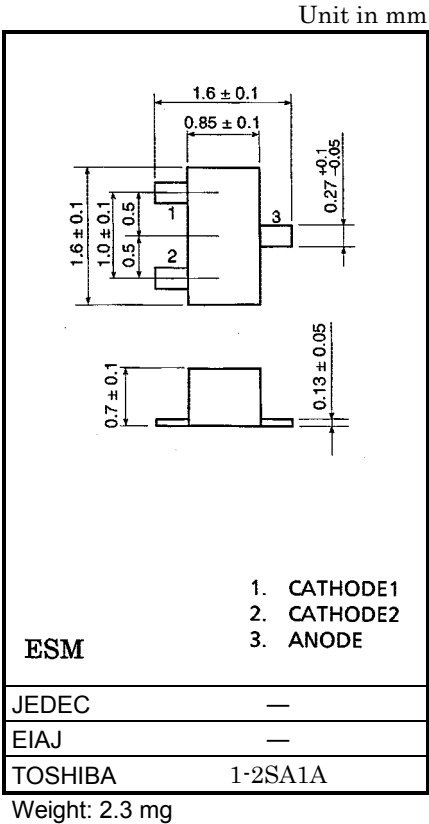 Unit in mm
1.6 ± 0.1
0.85 ± 0.1
1.6 ± 0.1
1.0 ± 0.1
0.5
0.5
1
2
3
0.27 +0.1 -0.05
0.7 ± 0.1
0.13 ± 0.05
1. CATHODE1
2. CATHODE2
3. ANODE
ESM
JEDEC —
EIAJ —
TOSHIBA 1-2SA1A
Weight: 2.3 mg